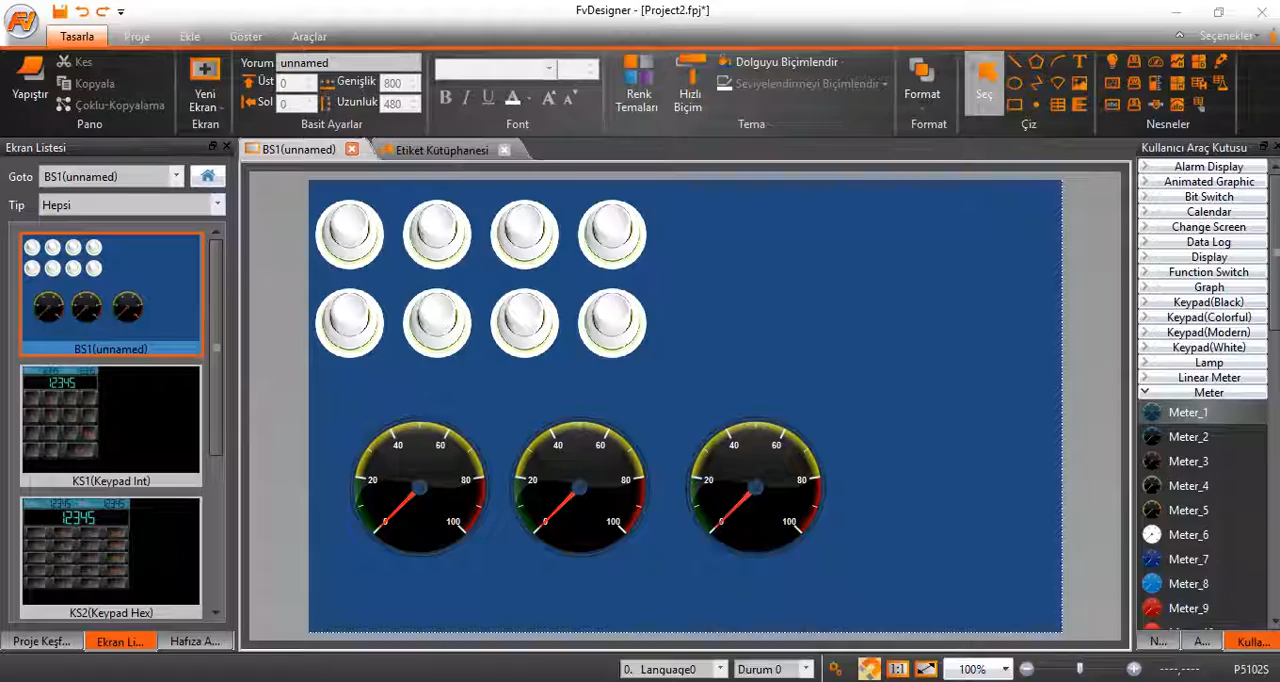 FvDesigner - [Project2.fpj*]
Tasarla
Proje
Ekle
Göster
Araçlar
Seçenekler
Yapıştır
Kes
Kopyala
Çoklu-Kopyalama
Pano
Yeni
Ekran
Ekran
Yorum unnamed
Üst 0 Genişlik 800
Sol 0 Uzunluk 480
Basit Ayarlar
B I U A A A
Font
Renk
Temaları
Hızlı
Biçim
Dolguyu Biçimlendir
Seviyelendirmeyi Biçimlendir
Tema
Format
Format
Seç
Çiz
Nesneler
Ekran Listesi
Goto BS1(unnamed)
Tip Hepsi
BS1(unnamed)
12345
KS1(Keypad Int)
12345
KS2(Keypad Hex)
Proje Keşf...
Ekran Li...
Hafıza A...
BS1(unnamed)
Etiket Kütüphanesi
0 20 40 60 80 100
0 20 40 60 80 100
0 20 40 60 80 100
Kullanıcı Araç Kutusu
Alarm Display
Animated Graphic
Bit Switch
Calendar
Change Screen
Data Log
Display
Function Switch
Graph
Keypad(Black)
Keypad(Colorful)
Keypad(Modern)
Keypad(White)
Lamp
Linear Meter
Meter
Meter_1
Meter_2
Meter_3
Meter_4
Meter_5
Meter_6
Meter_7
Meter_8
Meter_9
N...
A...
Kulla...
0. Language0
Durum 0
1:1
100%
----,----
P5102S